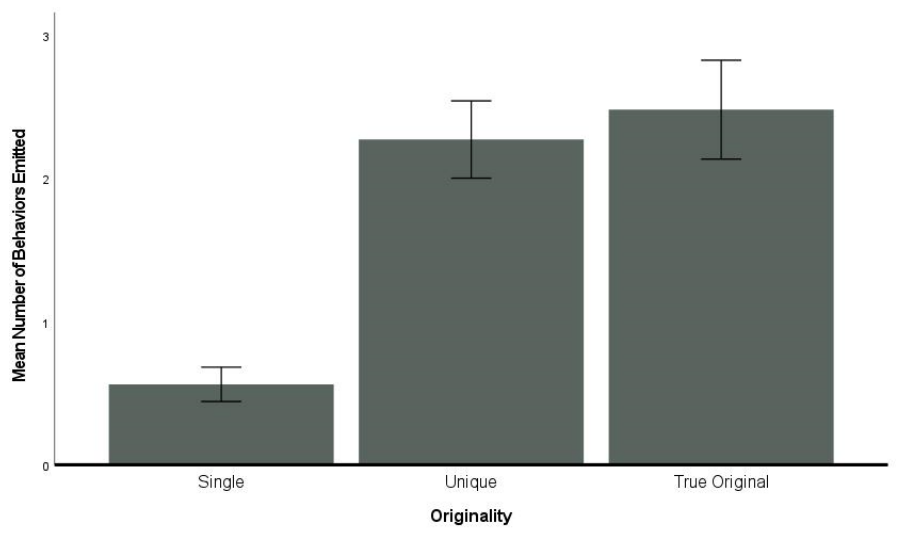 3
2
1
0
Mean Number of Behaviors Emitted
Single
Unique
True Original
Originality